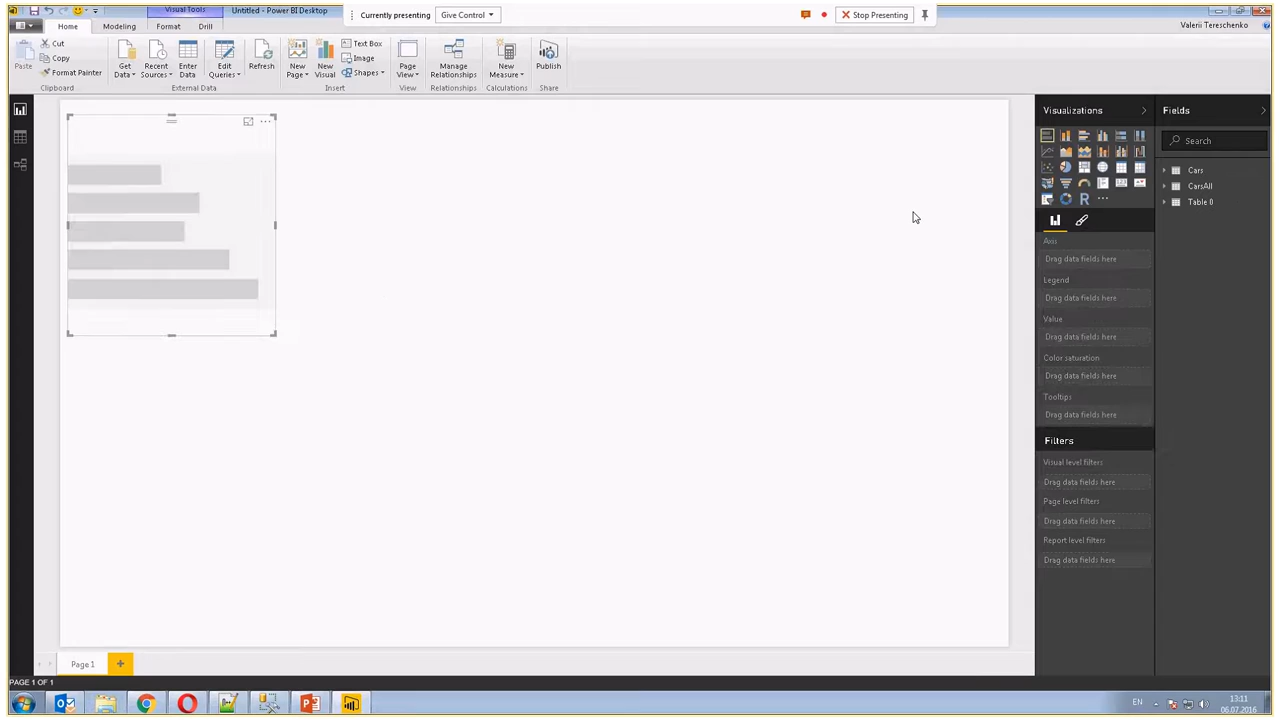 Visual Tools
Untitled - Power BI Desktop
Currently presenting
Give Control
Stop Presenting
Home
Modeling
Format
Drill
Valerii Tereschenko
Paste
Cut
Copy
Format Painter
Clipboard
Get Data
Recent Sources
Enter Data
Edit Queries
External Data
Refresh
New Page
New Visual
Text Box
Image
Shapes
Insert
Page View
View
Manage Relationships
Relationships
New Measure
Calculations
Publish
Share
Visualizations
Fields
Search
Cars
CarsAll
Table 0
R
Axis
Drag data fields here
Legend
Drag data fields here
Value
Drag data fields here
Color saturation
Drag data fields here
Tooltips
Drag data fields here
Filters
Visual level filters
Drag data fields here
Page level filters
Drag data fields here
Report level filters
Drag data fields here
Page 1
PAGE 1 OF 1
EN
13:11
06.07.2016